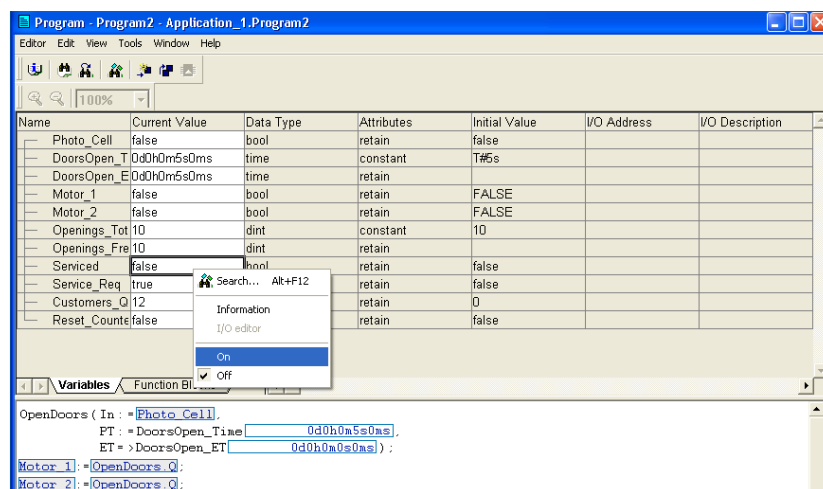 Program - Program2 - Application_1.Program2
Editor Edit View Tools Window Help
100%
Name Current Value Data Type Attributes Initial Value I/O Address I/O Description
Photo_Cell false bool retain false
DoorsOpen_T 0d0h0m5s0ms time constant T#5s
DoorsOpen_E 0d0h0m5s0ms time retain
Motor_1 false bool retain FALSE
Motor_2 false bool retain FALSE
Openings_Tot 10 dint constant 10
Openings_Fre 10 dint retain
Serviced false bool retain false
Service_Req true retain false
Customers_Q 12 retain 0
Reset_Counte false retain false
Search... Alt+F12
Information
I/O editor
On
Off
Variables Function
OpenDoors ( In : = Photo_Cell ,
PT : = DoorsOpen_Time 0d0h0m5s0ms ,
ET = > DoorsOpen_ET 0d0h0m0s0ms ) ;
Motor_1 : = OpenDoors.Q ;
Motor_2 : = OpenDoors.Q ;